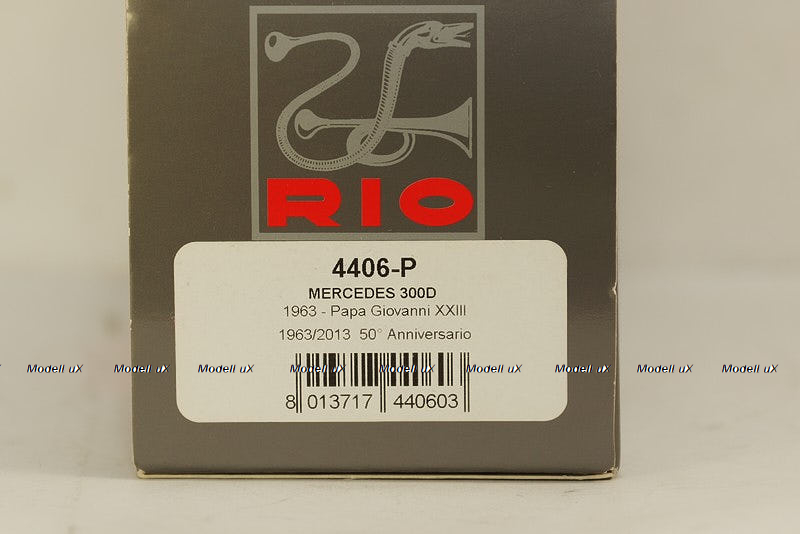 RIO
4406-P
MERCEDES 300D
1963 - Papa Giovanni XXIII
1963/2013 50° Anniversario
Modell uX Modell uX Modell uX Modell uX Modell uX Modell uX Modell uX Modell uX Modell uX
8 013717 440603